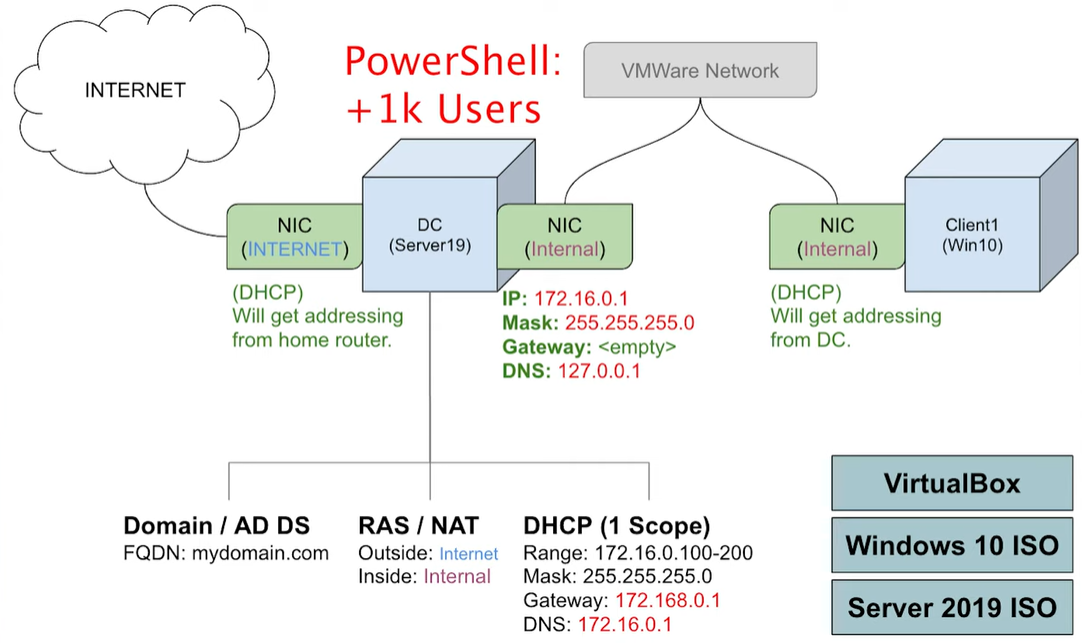 INTERNET
PowerShell:
+1k Users
VMWare Network
NIC
(INTERNET)
DC
(Server19)
NIC
(Internal)
NIC
(Internal)
Client1
(Win10)
(DHCP)
Will get addressing
from home router.
IP: 172.16.0.1
Mask: 255.255.255.0
Gateway: <empty>
DNS: 127.0.0.1
(DHCP)
Will get addressing
from DC.
Domain / AD DS
FQDN: mydomain.com
RAS / NAT
Outside: Internet
Inside: Internal
DHCP (1 Scope)
Range: 172.16.0.100-200
Mask: 255.255.255.0
Gateway: 172.168.0.1
DNS: 172.16.0.1
VirtualBox
Windows 10 ISO
Server 2019 ISO